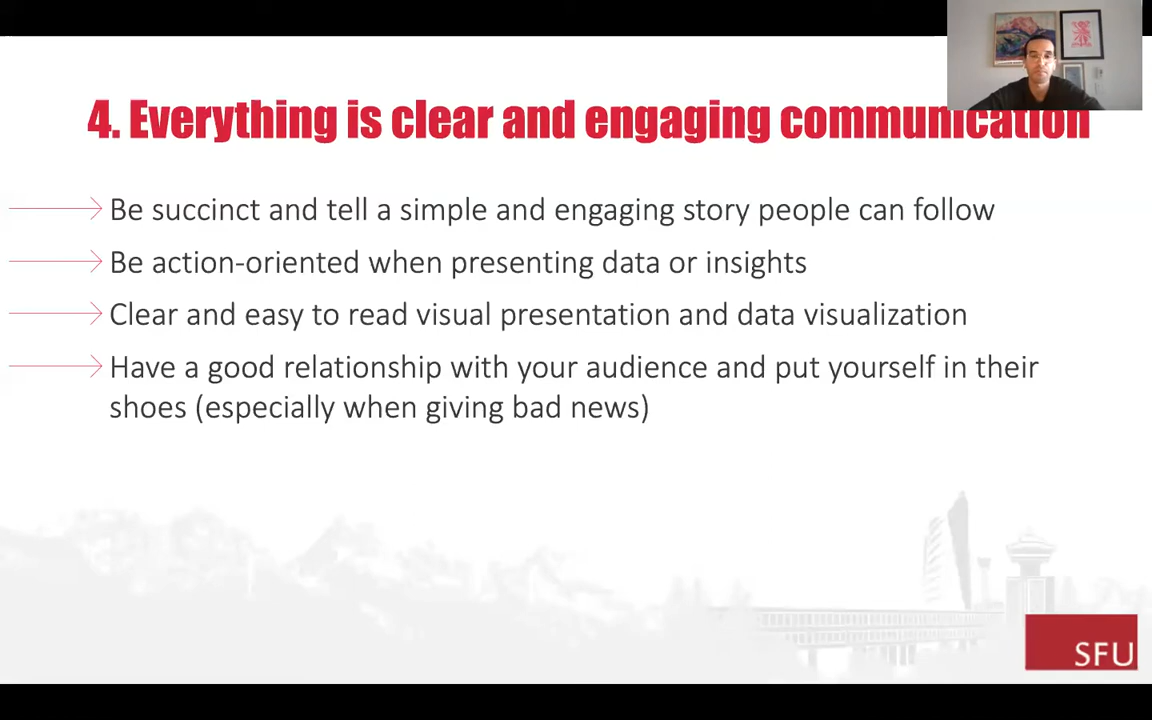 4. Everything is clear and engaging communication
Be succinct and tell a simple and engaging story people can follow
Be action-oriented when presenting data or insights
Clear and easy to read visual presentation and data visualization
Have a good relationship with your audience and put yourself in their
shoes (especially when giving bad news)
SFU